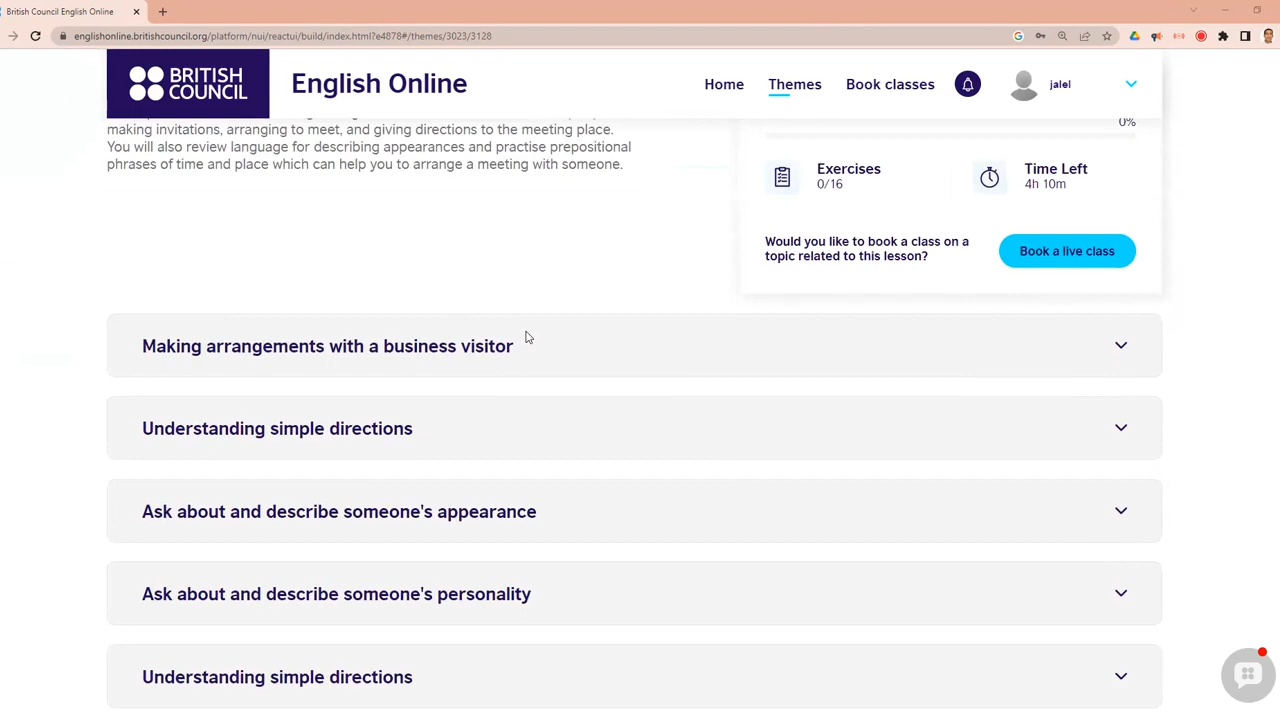 British Council English Online
englishonline.britishcouncil.org/platform/nui/reactui/build/index.html?e4878#/themes/3023/3128
BRITISH
COUNCIL
English Online
Home
Themes
Book classes
jalel
making invitations, arranging to meet, and giving directions to the meeting place.
You will also review language for describing appearances and practise prepositional
phrases of time and place which can help you to arrange a meeting with someone.
0%
Exercises
0/16
Time Left
4h 10m
Would you like to book a class on a
topic related to this lesson?
Book a live class
Making arrangements with a business visitor
Understanding simple directions
Ask about and describe someone's appearance
Ask about and describe someone's personality
Understanding simple directions